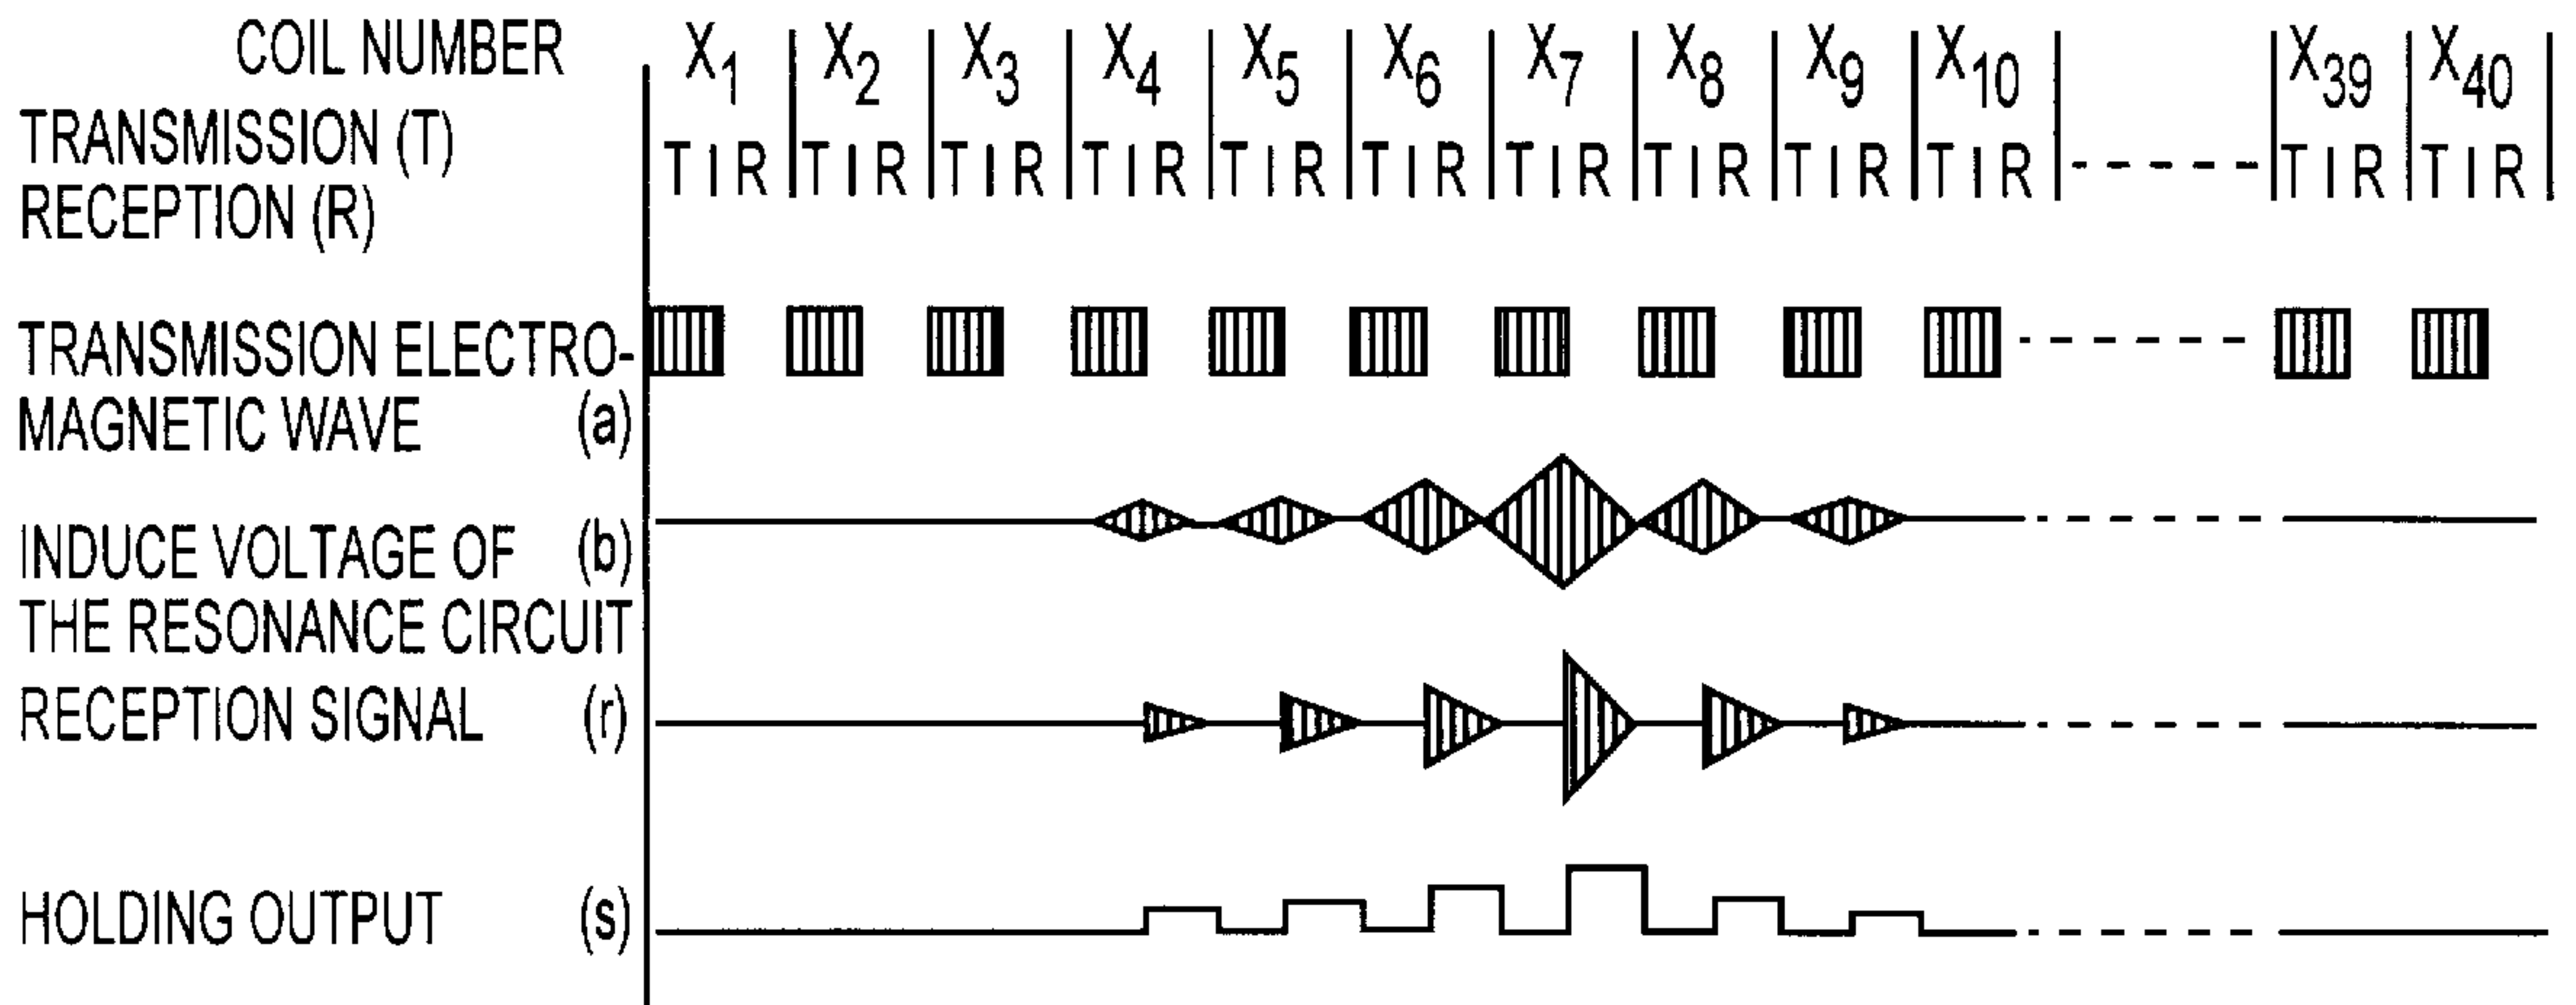 COIL NUMBER X1 X2 X3 X4 X5 X6 X7 X8 X9 X10 X39 X40
TRANSMISSION (T)
RECEPTION (R)
T I R T I R T I R T I R T I R T I R T I R T I R T I R T I R T I R T I R
TRANSMISSION ELECTRO-
MAGNETIC WAVE (a)
INDUCE VOLTAGE OF (b)
THE RESONANCE CIRCUIT
RECEPTION SIGNAL (r)
HOLDING OUTPUT (s)